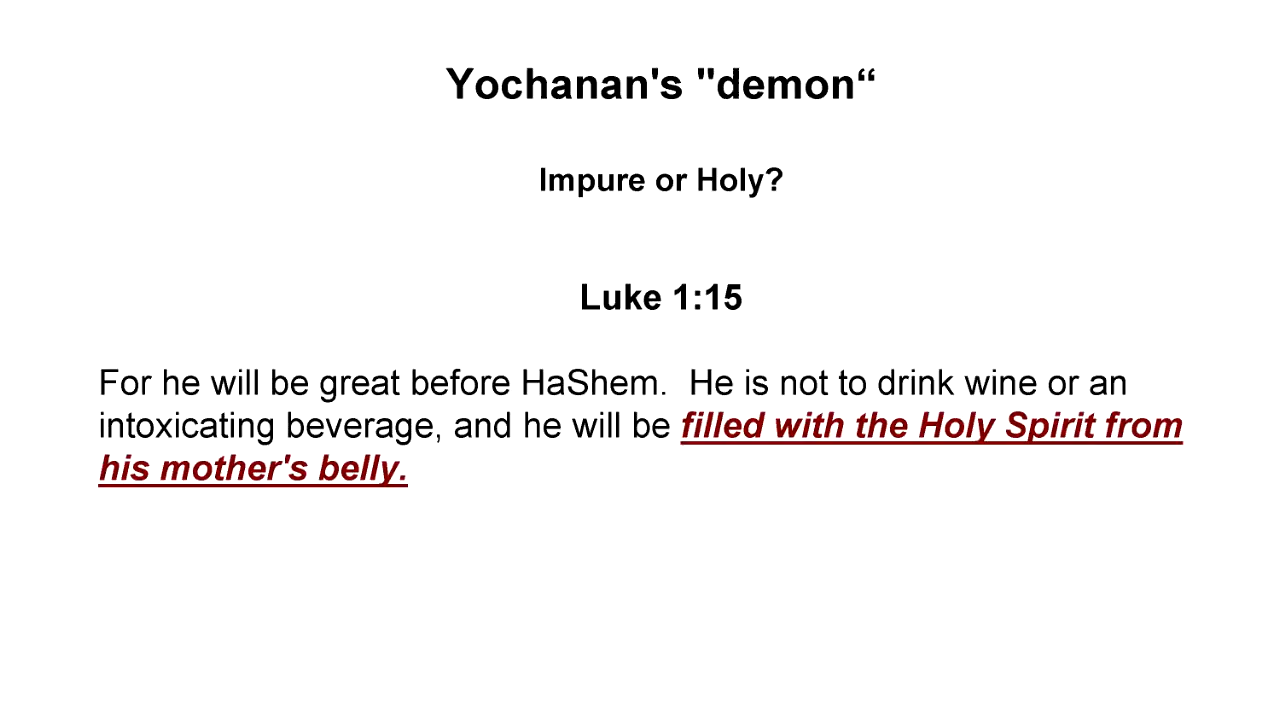 Yochanan's "demon“
Impure or Holy?
Luke 1:15
For he will be great before HaShem.  He is not to drink wine or an
intoxicating beverage, and he will be filled with the Holy Spirit from
his mother's belly.